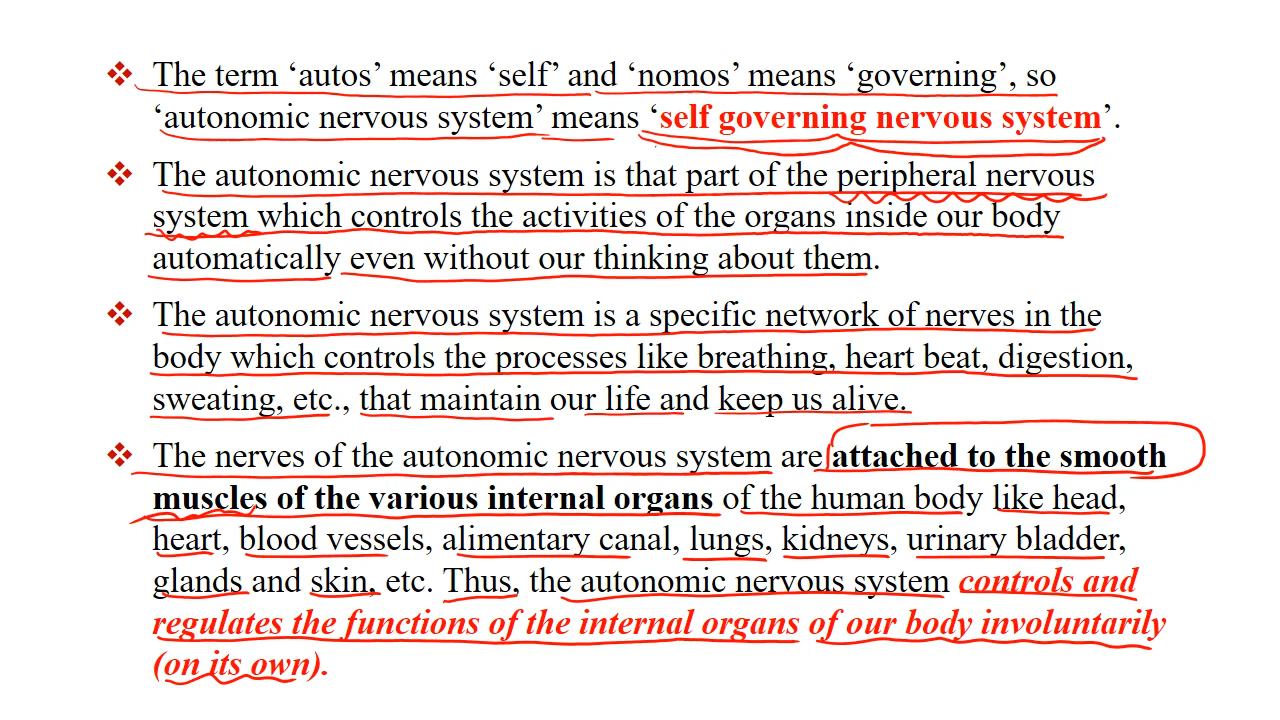 ❖ The term ‘autos’ means ‘self’ and ‘nomos’ means ‘governing’, so
‘autonomic nervous system’ means ‘self governing nervous system’.
❖ The autonomic nervous system is that part of the peripheral nervous
system which controls the activities of the organs inside our body
automatically even without our thinking about them.
❖ The autonomic nervous system is a specific network of nerves in the
body which controls the processes like breathing, heart beat, digestion,
sweating, etc., that maintain our life and keep us alive.
❖ The nerves of the autonomic nervous system are attached to the smooth
muscles of the various internal organs of the human body like head,
heart, blood vessels, alimentary canal, lungs, kidneys, urinary bladder,
glands and skin, etc. Thus, the autonomic nervous system controls and
regulates the functions of the internal organs of our body involuntarily
(on its own).